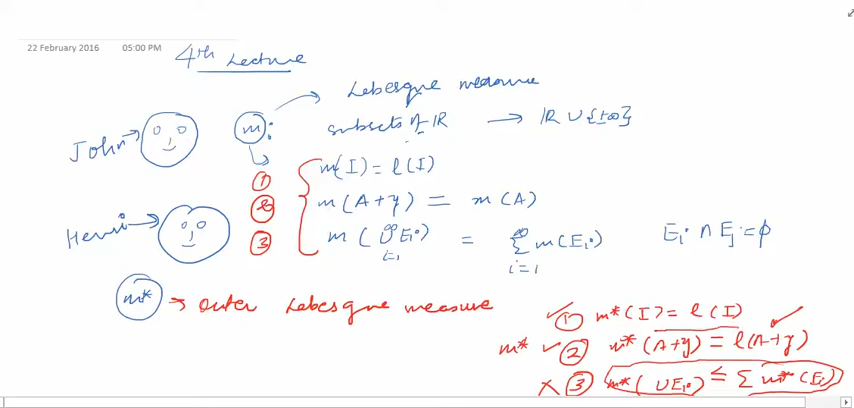 22 February 2016 05:00 PM
4th Lecture
Lebesgue measure
John m: subsets of IR → IR ∪ {±∞}
① m(I) = l(I)
② m(A+y) = m(A)
Henri ③ m(∪Ei) = ∑ m(Ei) Ei ∩ Ej = φ
i=1 ∞ i=1 ∞
m* → outer Lebesgue measure
✓ ① m*(I) = l(I)
m* ✓ ② m*(A+y) = l(A+y) ✓
✗ ③ m*(∪Ei) ≤ ∑ m*(Ei)